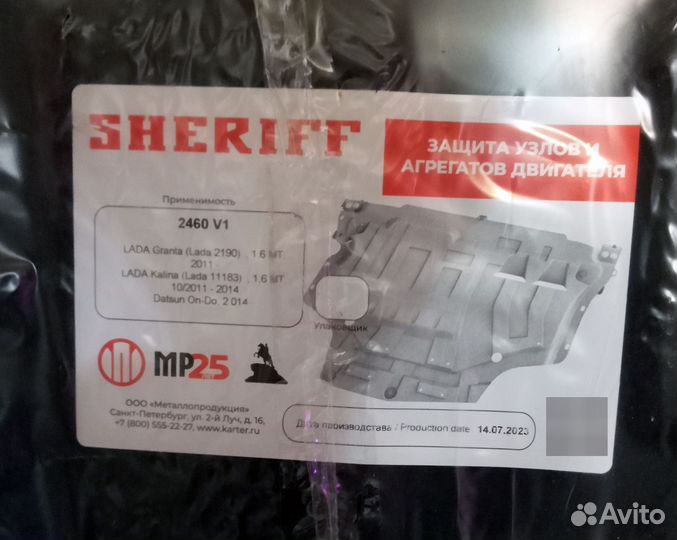 SHERIFF
ЗАЩИТА УЗЛОВ И
АГРЕГАТОВ ДВИГАТЕЛЯ
Применимость
2460 V1
LADA Granta (Lada 2190) , 1.6 MT
2011 -
LADA Kalina (Lada 11183) , 1.6 MT
10/2011 - 2014
Datsun On-Do, 2 014
Упаковщик
MP25
ООО «Металлопродукция»
Санкт-Петербург, ул. 2-й Луч, д. 16,
+7 (800) 555-22-27, www.karter.ru
Дата производства / Production date 14.07.2023
Avito